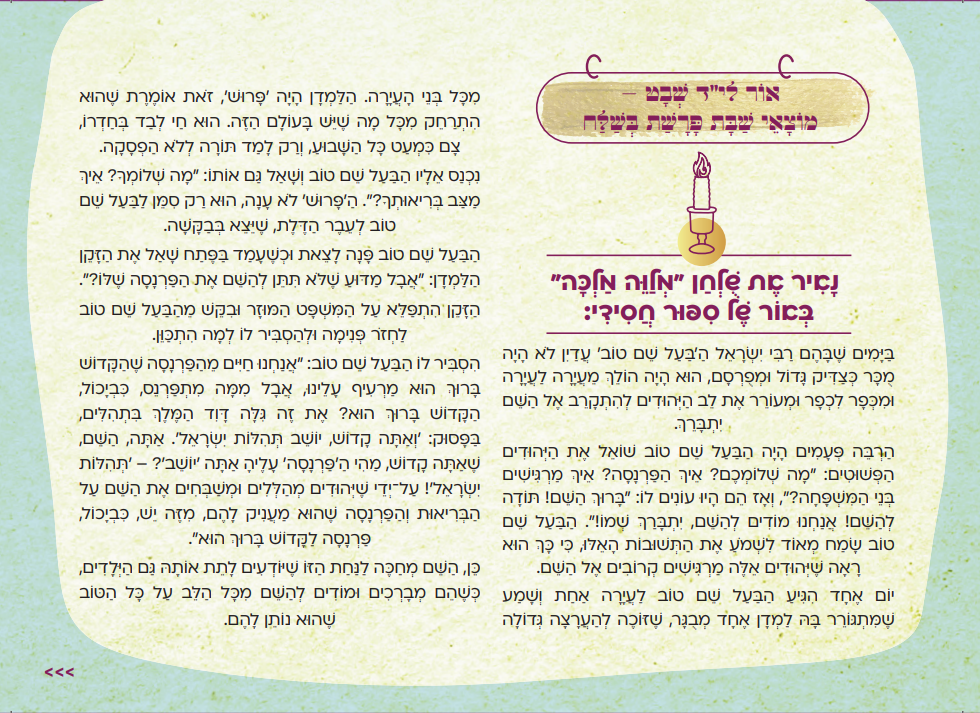 אוֹר לי״ד שְׁבָט –
מוֹצָאֵי שַׁבָּת פָּרָשַׁת בְּשַׁלַּח
נָאִיר אֶת שֻׁלְחַן ״מְלַוֵּה מַלְכָּה״
בְּאוֹר שֶׁל סִפּוּר חֲסִידִי:
בַּיָּמִים שֶׁבָּהֶם רַבִּי יִשְׂרָאֵל הַ׳בַּעַל שֵׁם טוֹב׳ עֲדַיִן לֹא הָיָה
מֻכָּר כְּצַדִּיק גָּדוֹל וּמְפֻרְסָם, הוּא הָיָה הוֹלֵךְ מֵעֲיָרָה לַעֲיָרָה
וּמִכְּפָר לִכְפָר וּמְעוֹרֵר אֶת לֵב הַיְּהוּדִים לְהִתְקָרֵב אֶל הַשֵּׁם
יִתְבָּרֵךְ.
הַרְבֵּה פְּעָמִים הָיָה הַבַּעַל שֵׁם טוֹב שׁוֹאֵל אֶת הַיְּהוּדִים
הַפְּשׁוּטִים: ״מָה שְׁלוֹמְכֶם? אֵיךְ הַפַּרְנָסָה? אֵיךְ מַרְגִּישִׁים
בְּנֵי הַמִּשְׁפָּחָה?״, וְאָז הֵם הָיוּ עוֹנִים לוֹ: ״בָּרוּךְ הַשֵּׁם! תּוֹדָה
לְהַשֵּׁם! אֲנַחְנוּ מוֹדִים לְהַשֵּׁם, יִתְבָּרַךְ שְׁמוֹ!״. הַבַּעַל שֵׁם
טוֹב שָׂמַח מְאוֹד לִשְׁמֹעַ אֶת הַתְּשׁוּבוֹת הָאֵלּוּ, כִּי כָּךְ הוּא
רָאָה שֶׁיְּהוּדִים אֵלֶּה מַרְגִּישִׁים קְרוֹבִים אֶל הַשֵּׁם.
יוֹם אֶחָד הִגִּיעַ הַבַּעַל שֵׁם טוֹב לַעֲיָרָה אַחַת וְשָׁמַע
שֶׁמִּתְגּוֹרֵר בָּהּ לַמְדָן אֶחָד מְבֻגָּר, שֶׁזּוֹכֶה לְהַעֲרָצָה גְּדוֹלָה
מִכָּל בְּנֵי הָעֲיָרָה. הַלַּמְדָן הָיָה ׳פָּרוּשׁ׳, זֹאת אוֹמֶרֶת שֶׁהוּא
הִתְרַחֵק מִכָּל מָה שֶׁיֵּשׁ בָּעוֹלָם הַזֶּה. הוּא חַי לְבַד בְּחַדְרוֹ,
צָם כִּמְעַט כָּל הַשָּׁבוּעַ, וְרַק לָמַד תּוֹרָה לְלֹא הַפְסָקָה.
נִכְנַס אֵלָיו הַבַּעַל שֵׁם טוֹב וְשָׁאַל גַּם אוֹתוֹ: ״מָה שְׁלוֹמְךָ? אֵיךְ
מַצַּב בְּרִיאוּתְךָ?״. הַ׳פָּרוּשׁ׳ לֹא עָנָה, הוּא רַק סִמֵּן לַבַּעַל שֵׁם
טוֹב לְעֵבֶר הַדֶּלֶת, שֶׁיֵּצֵא בְּבַקָּשָׁה.
הַבַּעַל שֵׁם טוֹב פָּנָה לָצֵאת וּכְשֶׁעָמַד בַּפֶּתַח שָׁאַל אֶת הַזָּקֵן
הַלַּמְדָן: ״אֲבָל מַדּוּעַ שֶׁלֹּא תִּתֵּן לְהַשֵּׁם אֶת הַפַּרְנָסָה שֶׁלּוֹ?״.
הַזָּקֵן הִתְפַּלֵּא עַל הַמִּשְׁפָּט הַמּוּזָר וּבִקֵּשׁ מֵהַבַּעַל שֵׁם טוֹב
לַחְזֹר פְּנִימָה וּלְהַסְבִּיר לוֹ לְמָה הִתְכַּוֵּן.
הִסְבִּיר לוֹ הַבַּעַל שֵׁם טוֹב: ״אֲנַחְנוּ חַיִּים מֵהַפַּרְנָסָה שֶׁהַקָּדוֹשׁ
בָּרוּךְ הוּא מַרְעִיף עָלֵינוּ, אֲבָל מִמָּה מִתְפַּרְנֵס, כִּבְיָכוֹל,
הַקָּדוֹשׁ בָּרוּךְ הוּא? אֶת זֶה גִּלָּה דָּוִד הַמֶּלֶךְ בִּתְהִלִּים,
בַּפָּסוּק: ׳וְאַתָּה קָדוֹשׁ, יוֹשֵׁב תְּהִלּוֹת יִשְׂרָאֵל׳. אַתָּה, הַשֵּׁם,
שֶׁאַתָּה קָדוֹשׁ, מַהִי הַ׳פַּרְנָסָה׳ עָלֶיהָ אַתָּה ׳יוֹשֵׁב׳? – ׳תְּהִלּוֹת
יִשְׂרָאֵל׳! עַל־יְדֵי שֶׁיְּהוּדִים מְהַלְּלִים וּמְשַׁבְּחִים אֶת הַשֵּׁם עַל
הַבְּרִיאוּת וְהַפַּרְנָסָה שֶׁהוּא מַעֲנִיק לָהֶם, מִזֶּה יֵשׁ, כִּבְיָכוֹל,
פַּרְנָסָה לַקָּדוֹשׁ בָּרוּךְ הוּא״.
כֵּן, הַשֵּׁם מְחַכֶּה לַנַּחַת הַזּוֹ שֶׁיּוֹדְעִים לָתֵת אוֹתָהּ גַּם הַיְּלָדִים,
כְּשֶׁהֵם מְבָרְכִים וּמוֹדִים לְהַשֵּׁם מִכָּל הַלֵּב עַל כָּל הַטּוֹב
שֶׁהוּא נוֹתֵן לָהֶם.
<<<